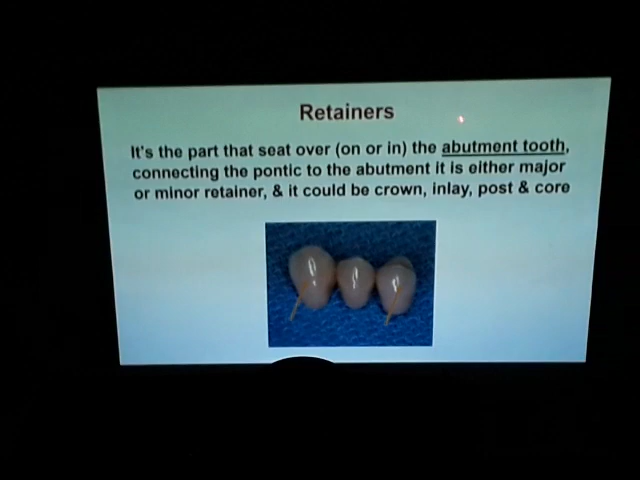 Retainers
It's the part that seat over (on or in) the abutment tooth,
connecting the pontic to the abutment it is either major
or minor retainer, & it could be crown, inlay, post & core